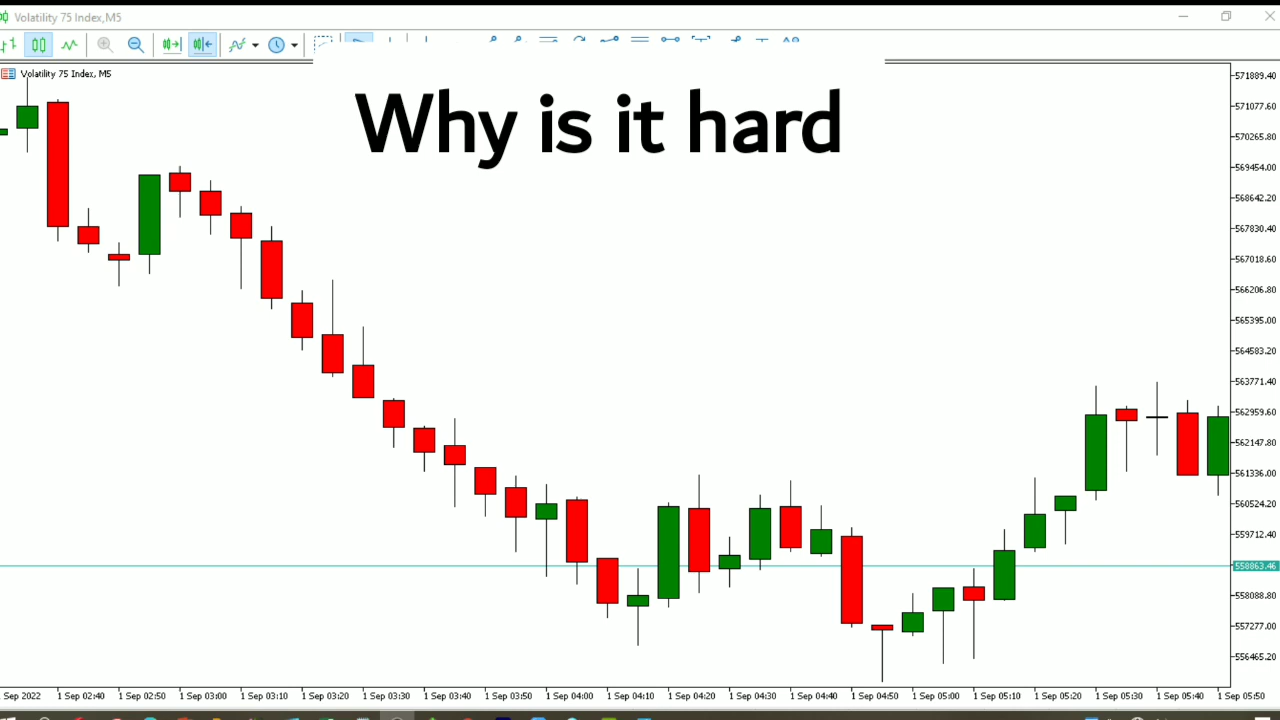 Volatility 75 Index,M5
Volatility 75 Index, M5
Why is it hard
571889.40
571077.60
570265.80
569454.00
568642.20
567830.40
567018.60
566206.80
565395.00
564583.20
563771.40
562959.60
562147.80
561336.00
560524.20
559712.40
558863.46
558088.80
557277.00
556465.20
Sep 2022
1 Sep 02:40
1 Sep 02:50
1 Sep 03:00
1 Sep 03:10
1 Sep 03:20
1 Sep 03:30
1 Sep 03:40
1 Sep 03:50
1 Sep 04:00
1 Sep 04:10
1 Sep 04:20
1 Sep 04:30
1 Sep 04:40
1 Sep 04:50
1 Sep 05:00
1 Sep 05:10
1 Sep 05:20
1 Sep 05:30
1 Sep 05:40
1 Sep 05:50